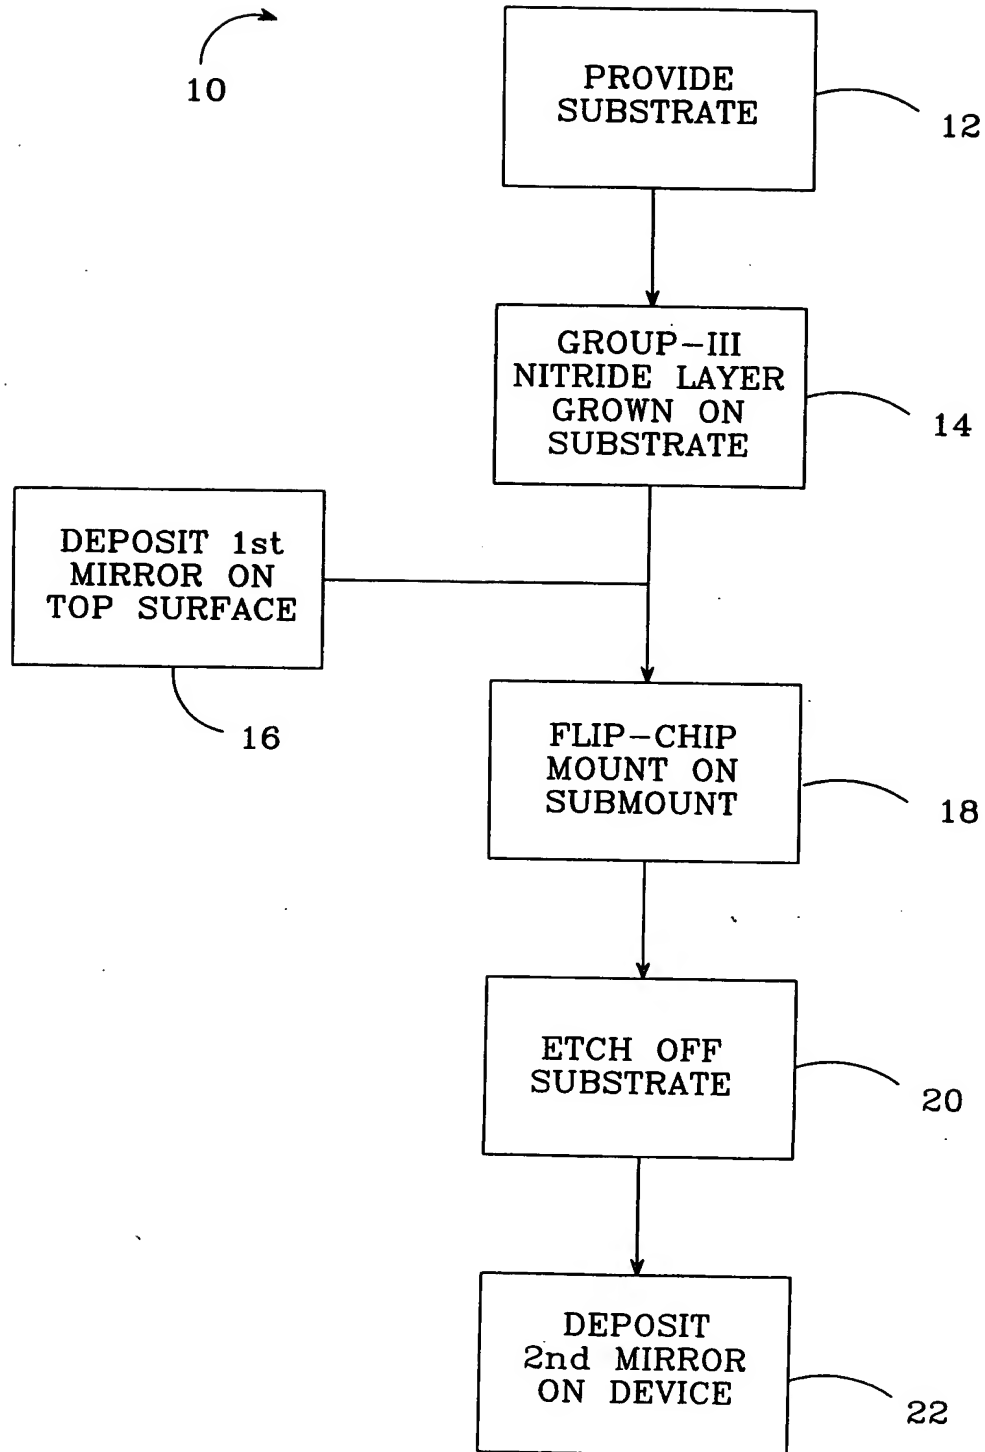 10
PROVIDE
SUBSTRATE
12
GROUP-III
NITRIDE LAYER
GROWN ON
SUBSTRATE
14
DEPOSIT 1st
MIRROR ON
TOP SURFACE
16
FLIP-CHIP
MOUNT ON
SUBMOUNT
18
ETCH OFF
SUBSTRATE
20
DEPOSIT
2nd MIRROR
ON DEVICE
22